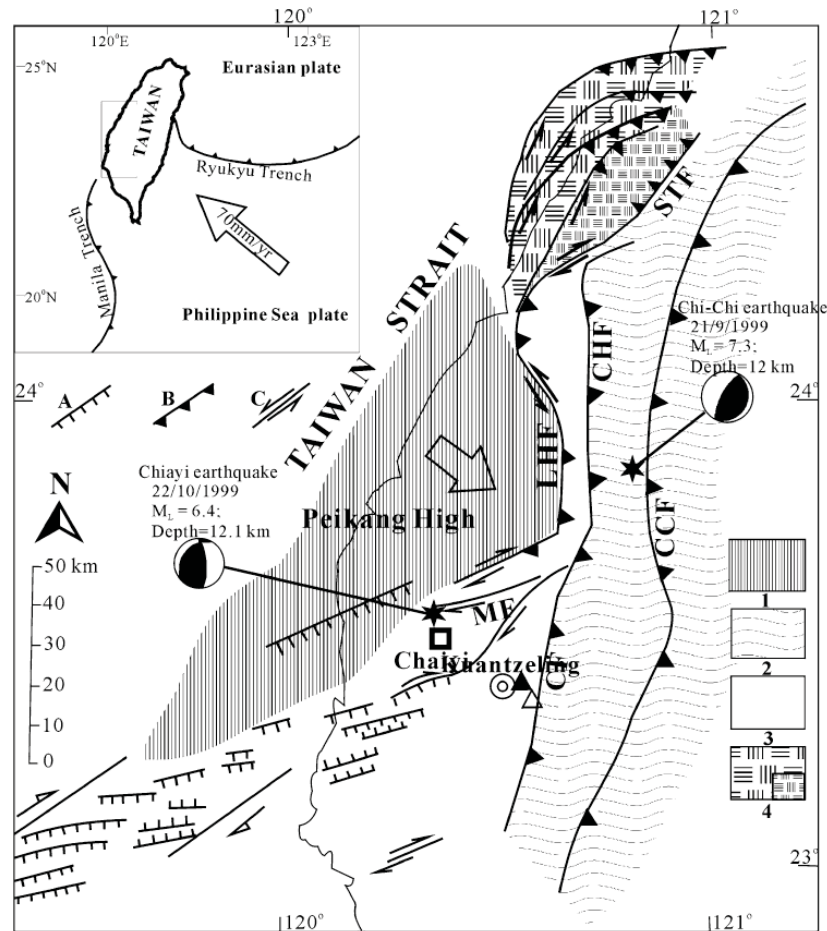 120°
121°
120°E
123°E
25°N
Eurasian plate
TAIWAN
Ryukyu Trench
70mm/yr
Manila Trench
20°N
Philippine Sea plate
STF
TAIWAN STRAIT
Chi-Chi earthquake
21/9/1999
M_L = 7.3;
Depth=12 km
CHF
24°
24°
A
B
C
LHF
Chiayi earthquake
22/10/1999
M_L = 6.4;
Depth=12.1 km
N
Peikang High
CCF
50 km
40
30
20
10
0
MF
Chaiyi
Kuantzeling
1
2
3
4
23°
120°
121°